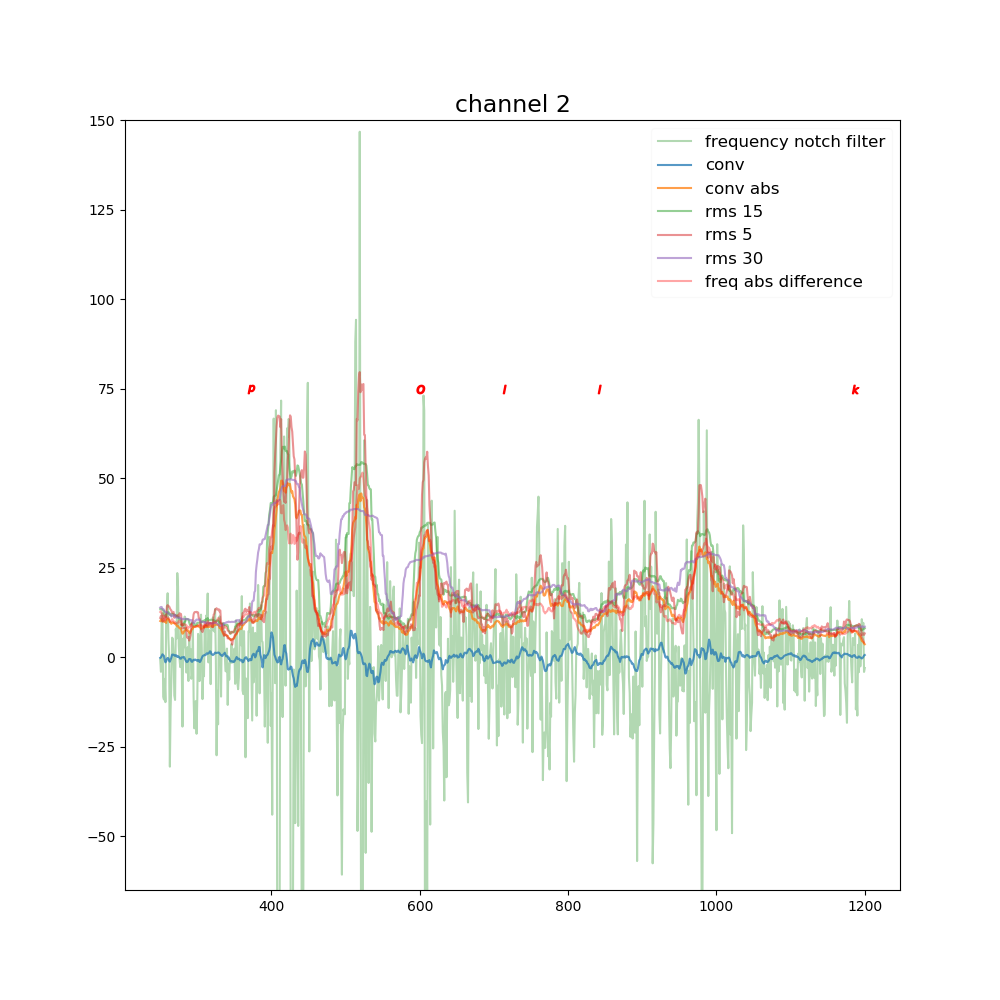 channel 2
150
125
100
75
50
25
0
−25
−50
frequency notch filter
conv
conv abs
rms 15
rms 5
rms 30
freq abs difference
p o l l k
400 600 800 1000 1200